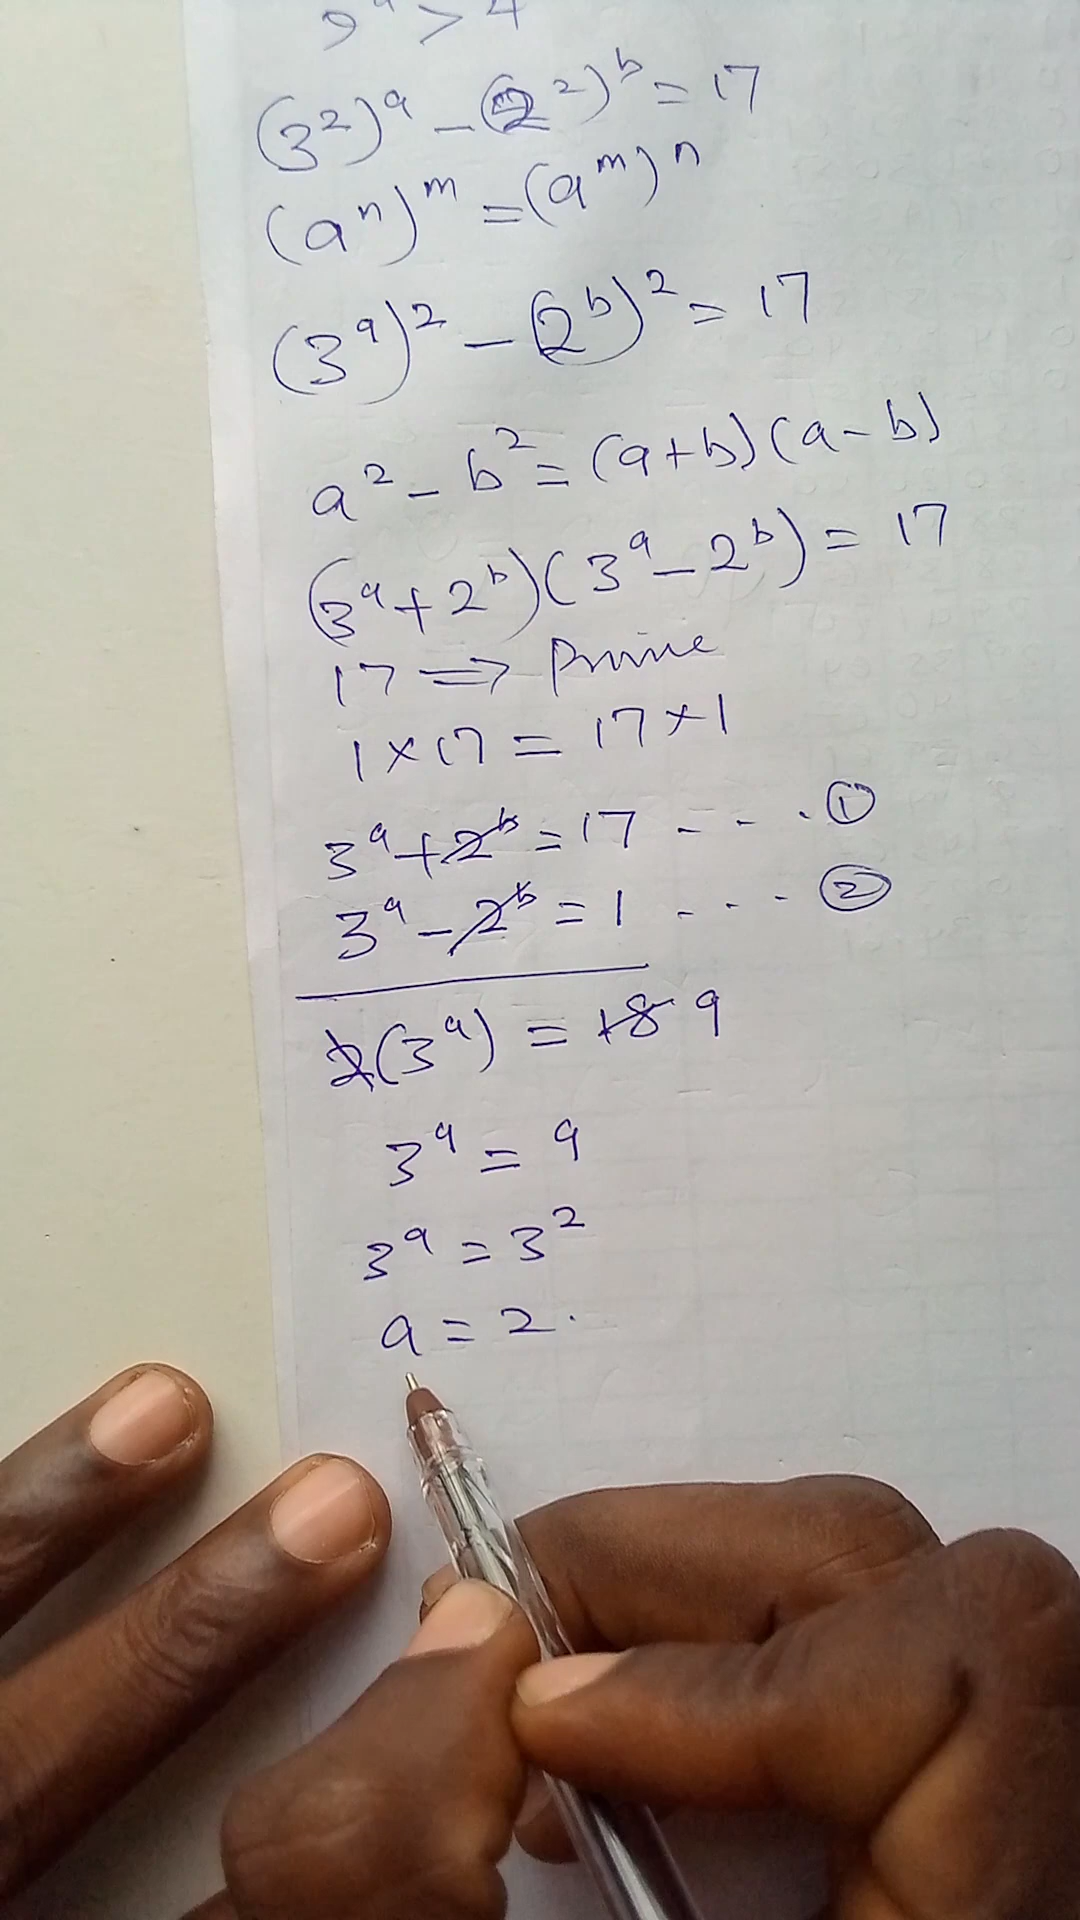 9^a > 4
(3²)^a - (2²)^b = 17
(a^n)^m = (a^m)^n
(3^a)² - (2^b)² = 17
a² - b² = (a+b)(a-b)
(3^a + 2^b)(3^a - 2^b) = 17
17 ⇒ Prime
1 × 17 = 17 × 1
3^a + 2^b = 17 - - - ①
3^a - 2^b = 1 - - - ②
2(3^a) = 18 9
3^a = 9
3^a = 3²
a = 2.